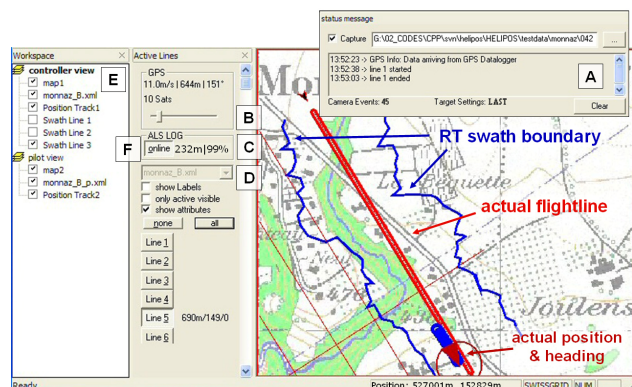 status message
Capture G:\02_CODES\CPP\svn\helipos\HELIPOS\testdata\monnaz\042 ...
13:52:23 -> GPS Info: Data arriving from GPS Datalogger
13:52:38 -> line 1 started
13:53:03 -> line 1 ended
A
Camera Events: 45 Target Settings: LAST Clear
Workspace
controller view
E
map1
monnaz_B.xml
Position Track1
Swath Line 1
Swath Line 2
Swath Line 3
F
pilot view
map2
monnaz_B_p.xml
Position Track2
Active Lines
GPS
11.0m/s | 644m | 151°
10 Sats
B
ALS LOG
online 232m|99%
C
monnaz_B.xml
D
show Labels
only active visible
show attributes
none all
Line 1
Line 2
Line 3
Line 4
Line 5 690m/149/0
Line 6
RT swath boundary
actual flightline
actual position
& heading
Ready
Position: 527001m, 152829m SWISSGRID NUM